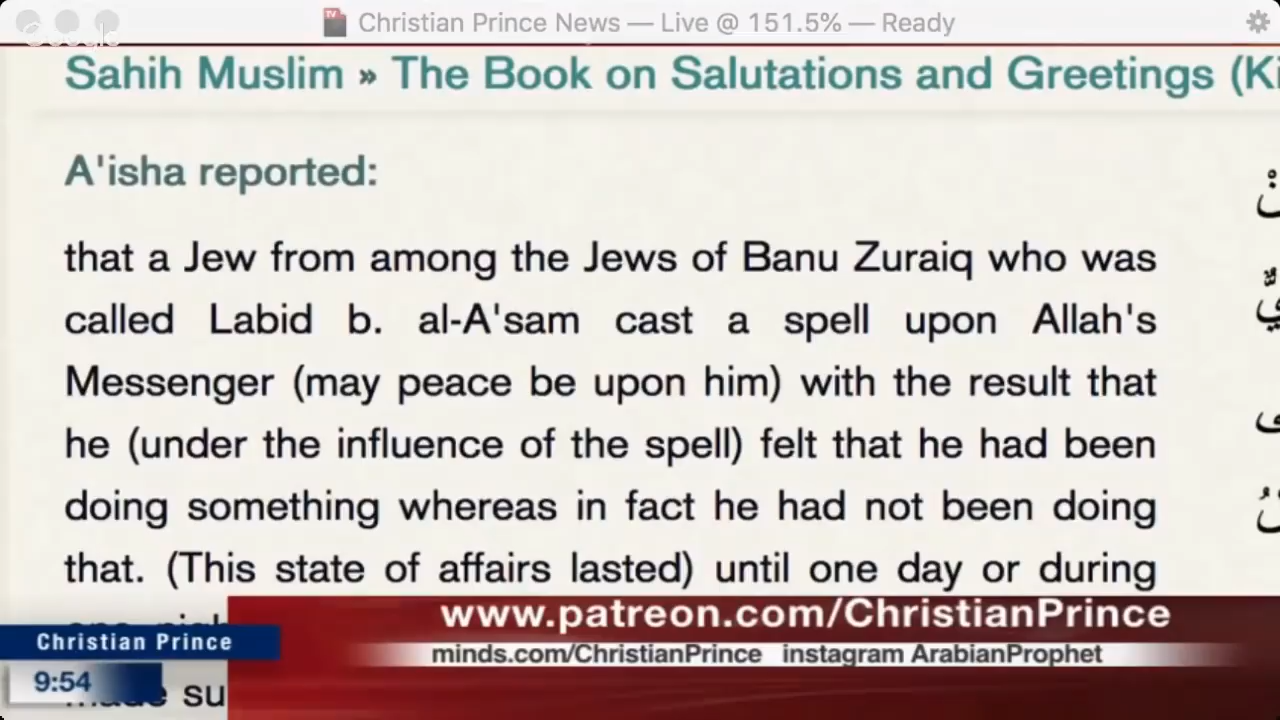 Christian Prince News — Live @ 151.5% — Ready
Google
Sahih Muslim » The Book on Salutations and Greetings (Ki
A'isha reported:
that a Jew from among the Jews of Banu Zuraiq who was
called Labid b. al-A'sam cast a spell upon Allah's
Messenger (may peace be upon him) with the result that
he (under the influence of the spell) felt that he had been
doing something whereas in fact he had not been doing
that. (This state of affairs lasted) until one day or during
www.patreon.com/ChristianPrince
Christian Prince
minds.com/ChristianPrince instagram ArabianProphet
9:54
su